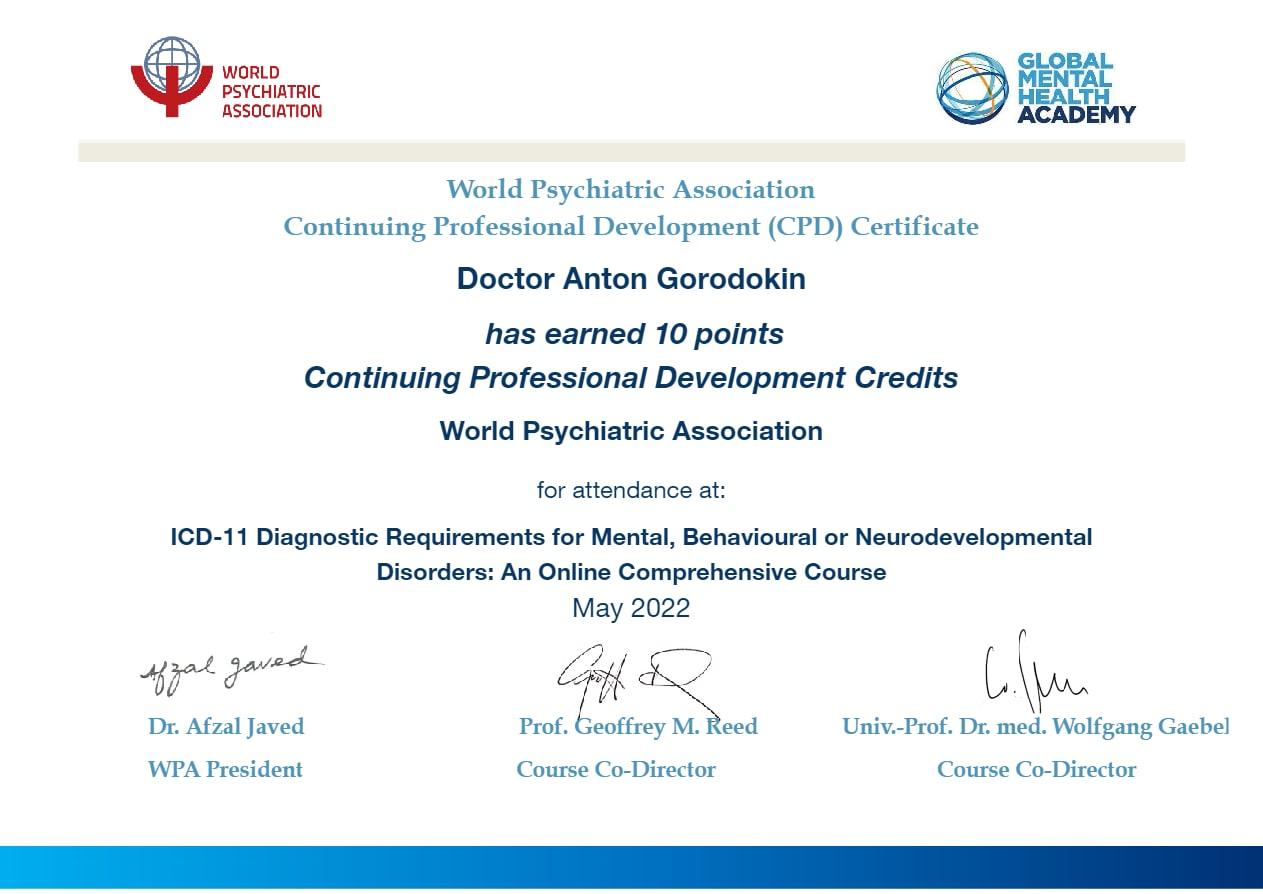 WORLD
PSYCHIATRIC
ASSOCIATION
GLOBAL
MENTAL
HEALTH
ACADEMY
World Psychiatric Association
Continuing Professional Development (CPD) Certificate
Doctor Anton Gorodokin
has earned 10 points
Continuing Professional Development Credits
World Psychiatric Association
for attendance at:
ICD-11 Diagnostic Requirements for Mental, Behavioural or Neurodevelopmental
Disorders: An Online Comprehensive Course
May 2022
Afzal Javed
Dr. Afzal Javed
Prof. Geoffrey M. Reed
Univ.-Prof. Dr. med. Wolfgang Gaebel
WPA President
Course Co-Director
Course Co-Director